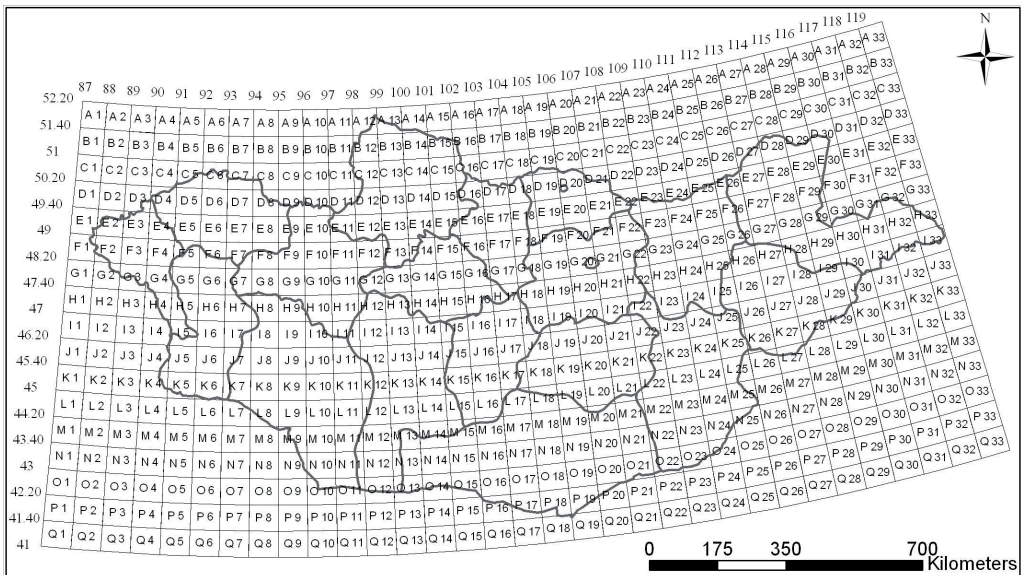 N
87 88 89 90 91 92 93 95 96 97 98 99 100 101 102 103 104 105 106 107 108 109 110 111 112 113 114 115 116 117 118 119
52.20
A 1 A 2 A 3 A 4 A 5 A 6 A 7 A 8 A 9 A 10 A 11 A 12 A 13 A 14 A 15 A 16 A 17 A 18 A 19 A 20 A 21 A 22 A 23 A 24 A 25 A 26 A 27 A 28 A 29 A 30 A 31 A 32 A 33
51.40
B 1 B 2 B 3 B 4 B 5 B 6 B 7 B 8 B 9 B 10 B 11 B 12 B 13 B 14 B 15 B 16 B 17 B 18 B 19 B 20 B 21 B 22 B 23 B 24 B 25 B 26 B 27 B 28 B 29 B 30 B 31 B 32 B 33
51
C 1 C 2 C 3 C 4 C 5 C 6 C 7 C 8 C 9 C 10 C 11 C 12 C 13 C 14 C 15 C 16 C 17 C 18 C 19 C 20 C 21 C 22 C 23 C 24 C 25 C 26 C 27 C 28 C 29 C 30 C 31 C 32 C 33
50.20
D 1 D 2 D 3 D 4 D 5 D 6 D 7 D 8 D 9 D 10 D 11 D 12 D 13 D 14 D 15 D 16 D 17 D 18 D 19 D 20 D 21 D 22 D 23 D 24 D 25 D 26 D 27 D 28 D 29 D 30 D 31 D 32 D 33
49.40
E 1 E 2 E 3 E 4 E 5 E 6 E 7 E 8 E 9 E 10 E 11 E 12 E 13 E 14 E 15 E 16 E 17 E 18 E 19 E 20 E 21 E 22 E 23 E 24 E 25 E 26 E 27 E 28 E 29 E 30 E 31 E 32 E 33
49
F 1 F 2 F 3 F 4 F 5 F 6 F 7 F 8 F 9 F 10 F 11 F 12 F 13 F 14 F 15 F 16 F 17 F 18 F 19 F 20 F 21 F 22 F 23 F 24 F 25 F 26 F 27 F 28 F 29 F 30 F 31 F 32 F 33
48.20
G 1 G 2 G 3 G 4 G 5 G 6 G 7 G 8 G 9 G 10 G 11 G 12 G 13 G 14 G 15 G 16 G 17 G 18 G 19 G 20 G 21 G 22 G 23 G 24 G 25 G 26 G 27 G 28 G 29 G 30 G 31 G 32 G 33
47.40
H 1 H 2 H 3 H 4 H 5 H 6 H 7 H 8 H 9 H 10 H 11 H 12 H 13 H 14 H 15 H 16 H 17 H 18 H 19 H 20 H 21 H 22 H 23 H 24 H 25 H 26 H 27 H 28 H 29 H 30 H 31 H 32 H 33
47
I 1 I 2 I 3 I 4 I 5 I 6 I 7 I 8 I 9 I 10 I 11 I 12 I 13 I 14 I 15 I 16 I 17 I 18 I 19 I 20 I 21 I 22 I 23 I 24 I 25 I 26 I 27 I 28 I 29 I 30 I 31 I 32 I 33
46.20
J 1 J 2 J 3 J 4 J 5 J 6 J 7 J 8 J 9 J 10 J 11 J 12 J 13 J 14 J 15 J 16 J 17 J 18 J 19 J 20 J 21 J 22 J 23 J 24 J 25 J 26 J 27 J 28 J 29 J 30 J 31 J 32 J 33
45.40
K 1 K 2 K 3 K 4 K 5 K 6 K 7 K 8 K 9 K 10 K 11 K 12 K 13 K 14 K 15 K 16 K 17 K 18 K 19 K 20 K 21 K 22 K 23 K 24 K 25 K 26 K 27 K 28 K 29 K 30 K 31 K 32 K 33
45
L 1 L 2 L 3 L 4 L 5 L 6 L 7 L 8 L 9 L 10 L 11 L 12 L 13 L 14 L 15 L 16 L 17 L 18 L 19 L 20 L 21 L 22 L 23 L 24 L 25 L 26 L 27 L 28 L 29 L 30 L 31 L 32 L 33
44.20
M 1 M 2 M 3 M 4 M 5 M 6 M 7 M 8 M 9 M 10 M 11 M 12 M 13 M 14 M 15 M 16 M 17 M 18 M 19 M 20 M 21 M 22 M 23 M 24 M 25 M 26 M 27 M 28 M 29 M 30 M 31 M 32 M 33
43.40
N 1 N 2 N 3 N 4 N 5 N 6 N 7 N 8 N 9 N 10 N 11 N 12 N 13 N 14 N 15 N 16 N 17 N 18 N 19 N 20 N 21 N 22 N 23 N 24 N 25 N 26 N 27 N 28 N 29 N 30 N 31 N 32 N 33
43
O 1 O 2 O 3 O 4 O 5 O 6 O 7 O 8 O 9 O 10 O 11 O 12 O 13 O 14 O 15 O 16 O 17 O 18 O 19 O 20 O 21 O 22 O 23 O 24 O 25 O 26 O 27 O 28 O 29 O 30 O 31 O 32 O 33
42.20
P 1 P 2 P 3 P 4 P 5 P 6 P 7 P 8 P 9 P 10 P 11 P 12 P 13 P 14 P 15 P 16 P 17 P 18 P 19 P 20 P 21 P 22 P 23 P 24 P 25 P 26 P 27 P 28 P 29 P 30 P 31 P 32 P 33
41.40
Q 1 Q 2 Q 3 Q 4 Q 5 Q 6 Q 7 Q 8 Q 9 Q 10 Q 11 Q 12 Q 13 Q 14 Q 15 Q 16 Q 17 Q 18 Q 19 Q 20 Q 21 Q 22 Q 23 Q 24 Q 25 Q 26 Q 27 Q 28 Q 29 Q 30 Q 31 Q 32 Q 33
41
0 175 350 700
Kilometers